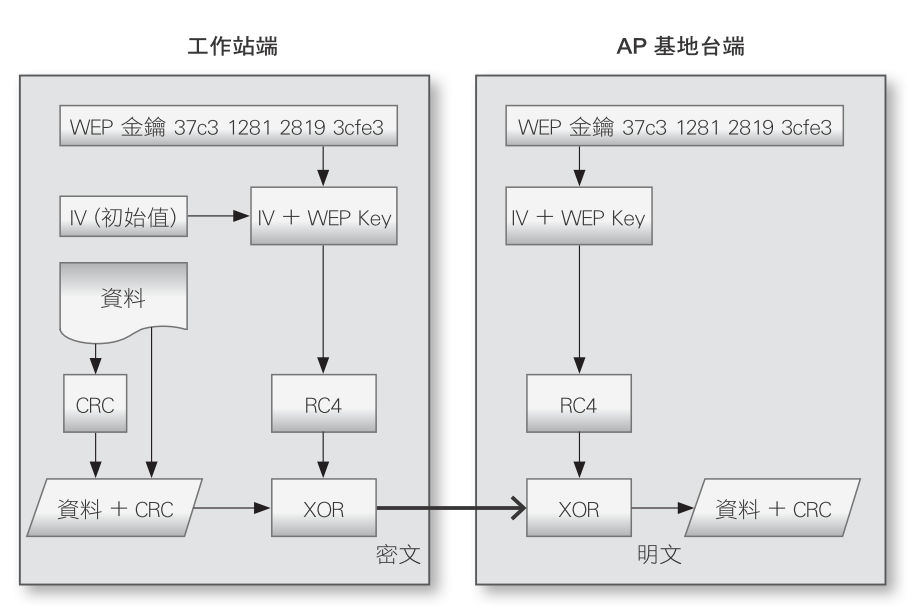 工作站端
WEP 金鑰 37c3 1281 2819 3cfe3
IV (初始值)
IV + WEP Key
資料
CRC
RC4
資料 + CRC
XOR
密文
AP 基地台端
WEP 金鑰 37c3 1281 2819 3cfe3
IV + WEP Key
RC4
XOR
資料 + CRC
明文